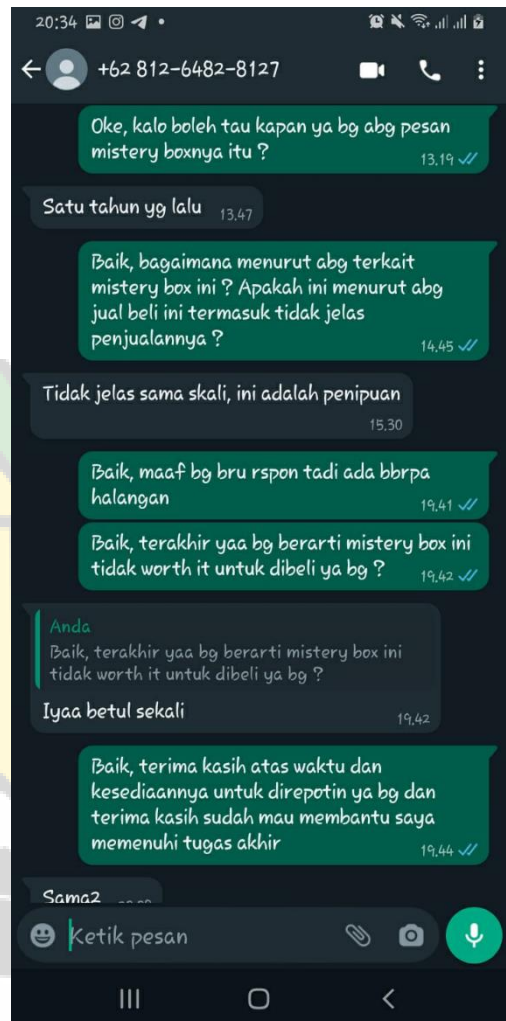 20:34
+62 812-6482-8127
Oke, kalo boleh tau kapan ya bg abg pesan
mistery boxnya itu ?
13.19
Satu tahun yg lalu 13.47
Baik, bagaimana menurut abg terkait
mistery box ini ? Apakah ini menurut abg
jual beli ini termasuk tidak jelas
penjualannya ?
14.45
Tidak jelas sama skali, ini adalah penipuan
15.30
Baik, maaf bg bru rspon tadi ada bbrpa
halangan
19.41
Baik, terakhir yaa bg berarti mistery box ini
tidak worth it untuk dibeli ya bg ?
19.42
Anda
Baik, terakhir yaa bg berarti mistery box ini
tidak worth it untuk dibeli ya bg ?
Iyaa betul sekali
19.42
Baik, terima kasih atas waktu dan
kesediaannya untuk direpotin ya bg dan
terima kasih sudah mau membantu saya
memenuhi tugas akhir
19.44
Sama2
Ketik pesan